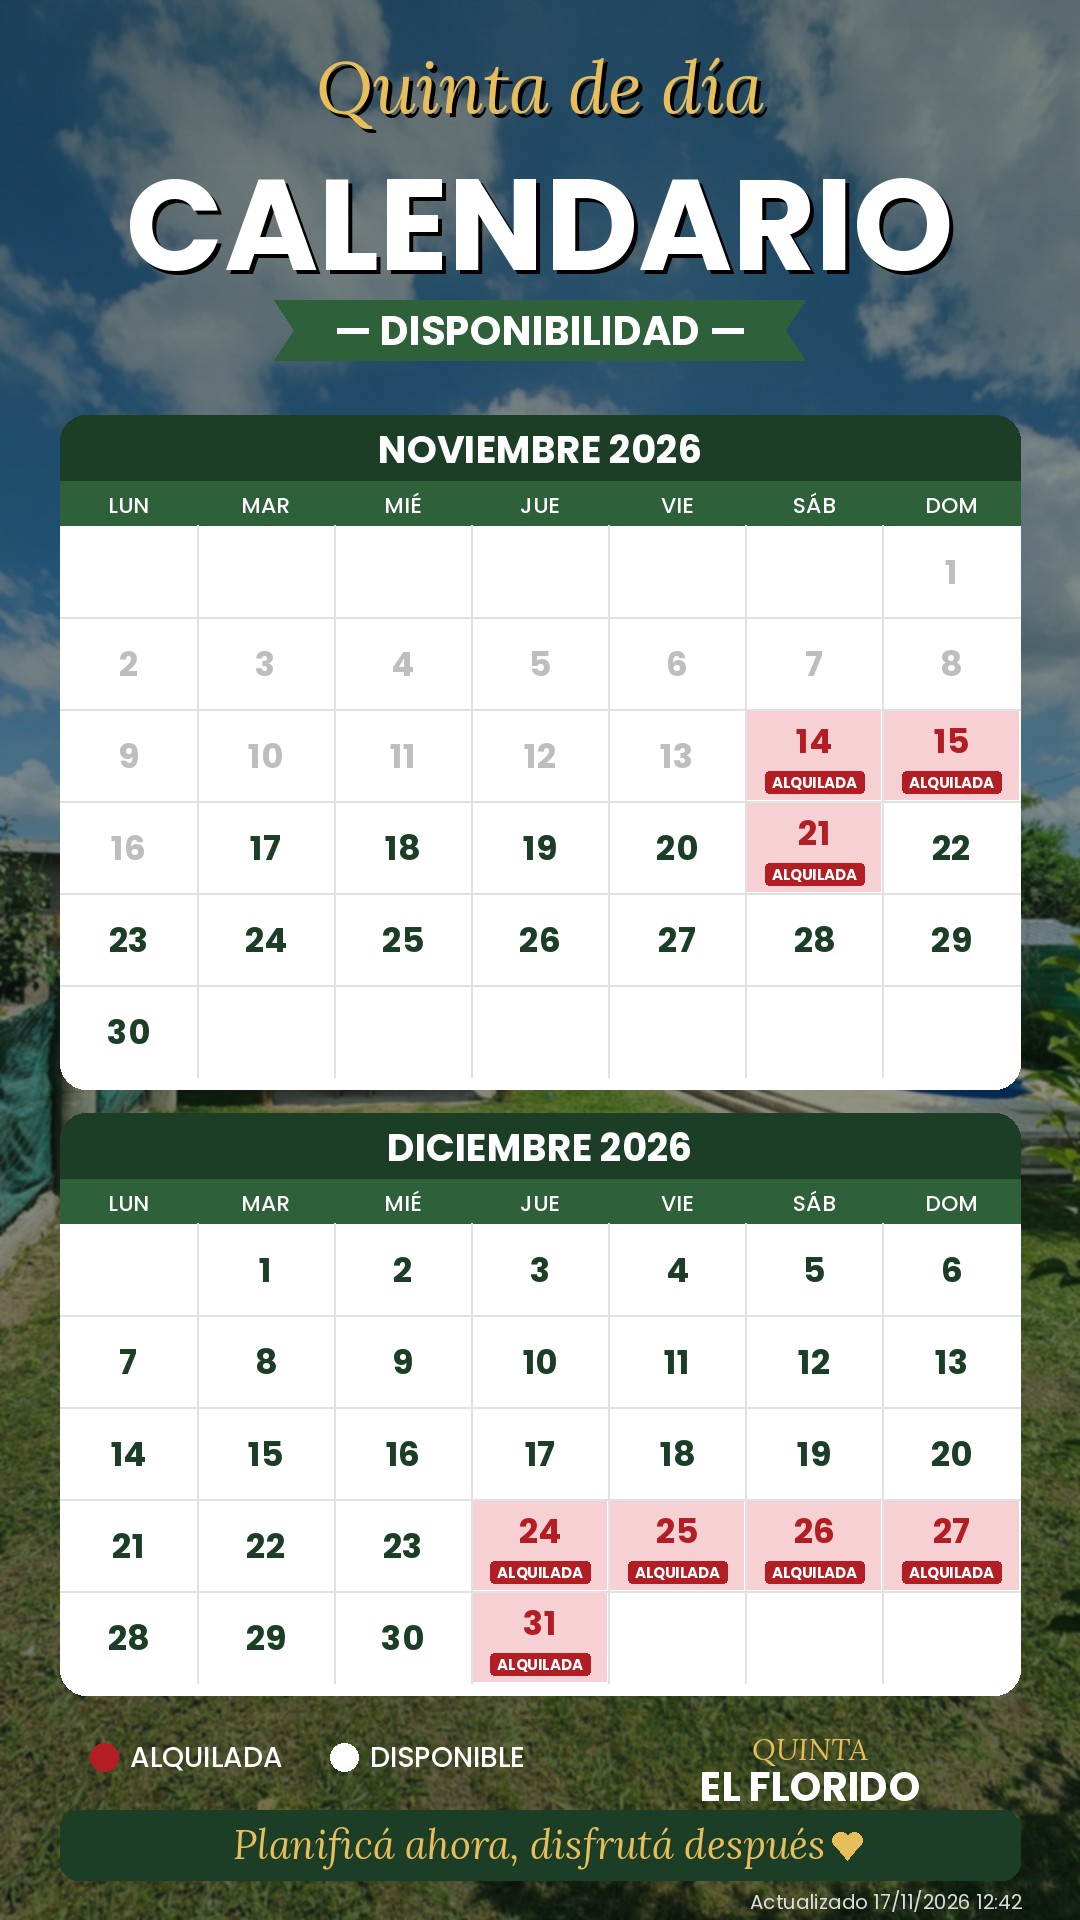 Quinta de día
CALENDARIO
— DISPONIBILIDAD —
NOVIEMBRE 2026
LUN MAR MIÉ JUE VIE SÁB DOM
1
2 3 4 5 6 7 8
9 10 11 12 13 14 15
ALQUILADA ALQUILADA
16 17 18 19 20 21 22
ALQUILADA
23 24 25 26 27 28 29
30
DICIEMBRE 2026
LUN MAR MIÉ JUE VIE SÁB DOM
1 2 3 4 5 6
7 8 9 10 11 12 13
14 15 16 17 18 19 20
21 22 23 24 25 26 27
ALQUILADA ALQUILADA ALQUILADA ALQUILADA
28 29 30 31
ALQUILADA
ALQUILADA DISPONIBLE
QUINTA
EL FLORIDO
Planificá ahora, disfrutá después
Actualizado 17/11/2026 12:42